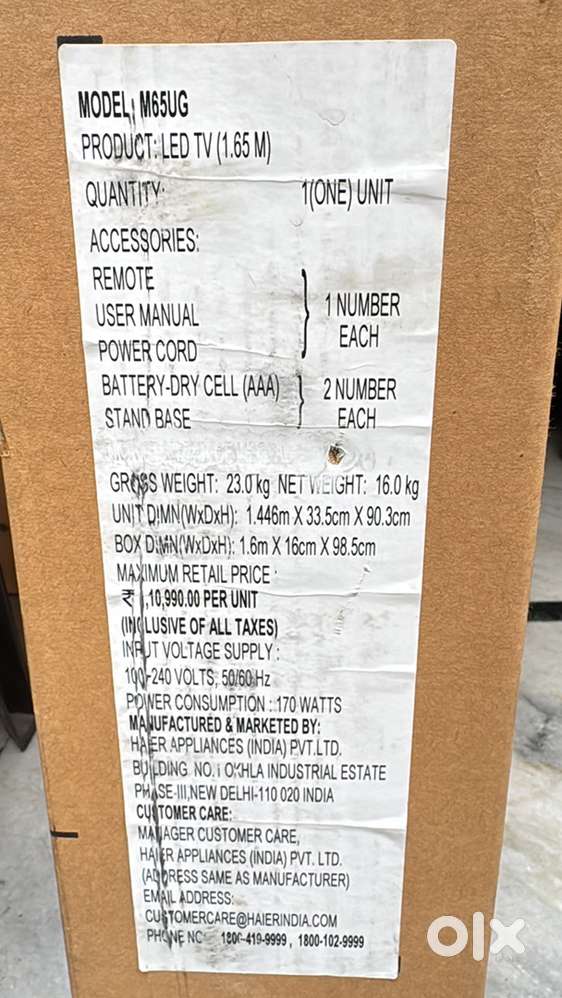 MODEL: M65UG
PRODUCT: LED TV (1.65 M)
QUANTITY: 1(ONE) UNIT
ACCESSORIES:
REMOTE
USER MANUAL
POWER CORD
1 NUMBER
EACH
BATTERY-DRY CELL (AAA)
STAND BASE
2 NUMBER
EACH
GROSS WEIGHT: 23.0 kg NET WEIGHT: 16.0 kg
UNIT DIMN(WxDxH): 1.446m X 33.5cm X 90.3cm
BOX DIMN(WxDxH): 1.6m X 16cm X 98.5cm
MAXIMUM RETAIL PRICE :
₹ ,10,990.00 PER UNIT
(INCLUSIVE OF ALL TAXES)
INPUT VOLTAGE SUPPLY :
100-240 VOLTS, 50/60 Hz
POWER CONSUMPTION : 170 WATTS
MANUFACTURED & MARKETED BY:
HAIER APPLIANCES (INDIA) PVT.LTD.
BUILDING NO.1 OKHLA INDUSTRIAL ESTATE
PHASE-III,NEW DELHI-110 020 INDIA
CUSTOMER CARE:
MANAGER CUSTOMER CARE,
HAIER APPLIANCES (INDIA) PVT. LTD.
(ADDRESS SAME AS MANUFACTURER)
EMAIL ADDRESS:
CUSTOMERCARE@HAIERINDIA.COM
PHONE NO 1800-419-9999 , 1800-102-9999
olx